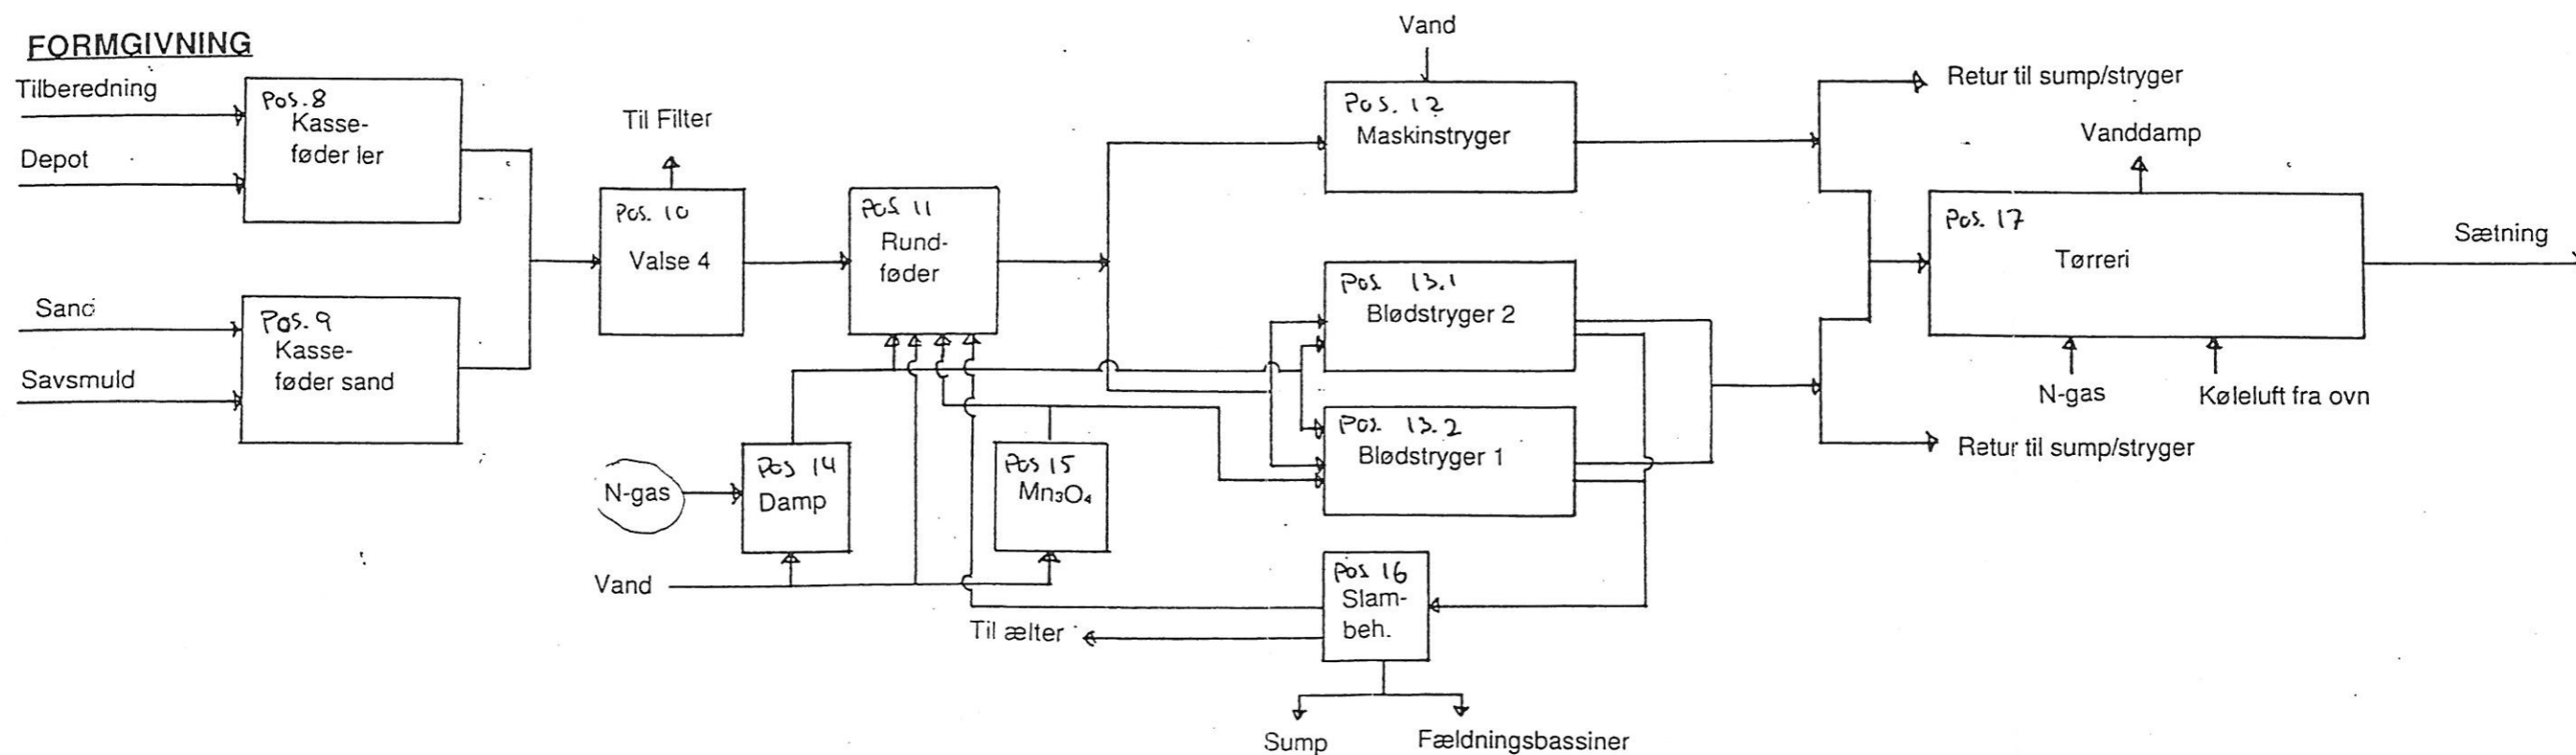 FORMGIVNING
Tilberedning
Depot
Pos. 8
Kasse-
føder ler
Sand
Savsmuld
Pos. 9
Kasse-
føder sand
Til Filter
Pos. 10
Valse 4
Pos 11
Rund-
føder
Vand
Pos. 12
Maskinstryger
Pos 13.1
Blødstryger 2
Pos. 13.2
Blødstryger 1
N-gas
Pos 14
Damp
Pos 15
Mn₃O₄
Vand
Til ælter
Pos 16
Slam-
beh.
Sump
Fældningsbassiner
Retur til sump/stryger
Vanddamp
Pos. 17
Tørreri
Sætning
N-gas
Køleluft fra ovn
Retur til sump/stryger